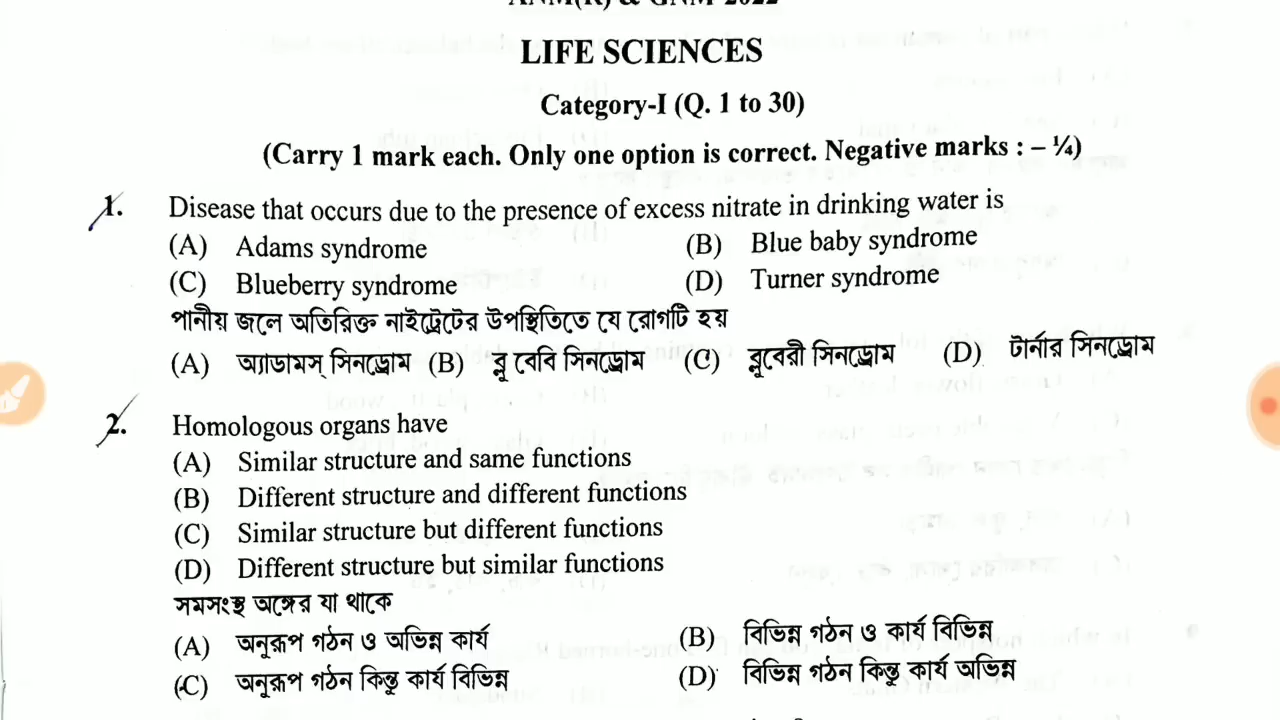 ANM(R) & GNM-2022
LIFE SCIENCES
Category-I (Q. 1 to 30)
(Carry 1 mark each. Only one option is correct. Negative marks : – ¼)
1. Disease that occurs due to the presence of excess nitrate in drinking water is
(A) Adams syndrome (B) Blue baby syndrome
(C) Blueberry syndrome (D) Turner syndrome
পানীয় জলে অতিরিক্ত নাইট্রেটের উপস্থিতিতে যে রোগটি হয়
(A) অ্যাডামস্ সিনড্রোম (B) ব্লু বেবি সিনড্রোম (C) ব্লুবেরী সিনড্রোম (D) টার্নার সিনড্রোম
2. Homologous organs have
(A) Similar structure and same functions
(B) Different structure and different functions
(C) Similar structure but different functions
(D) Different structure but similar functions
সমসংস্থ অঙ্গের যা থাকে
(A) অনুরূপ গঠন ও অভিন্ন কার্য (B) বিভিন্ন গঠন ও কার্য বিভিন্ন
(C) অনুরূপ গঠন কিন্তু কার্য বিভিন্ন (D) বিভিন্ন গঠন কিন্তু কার্য অভিন্ন